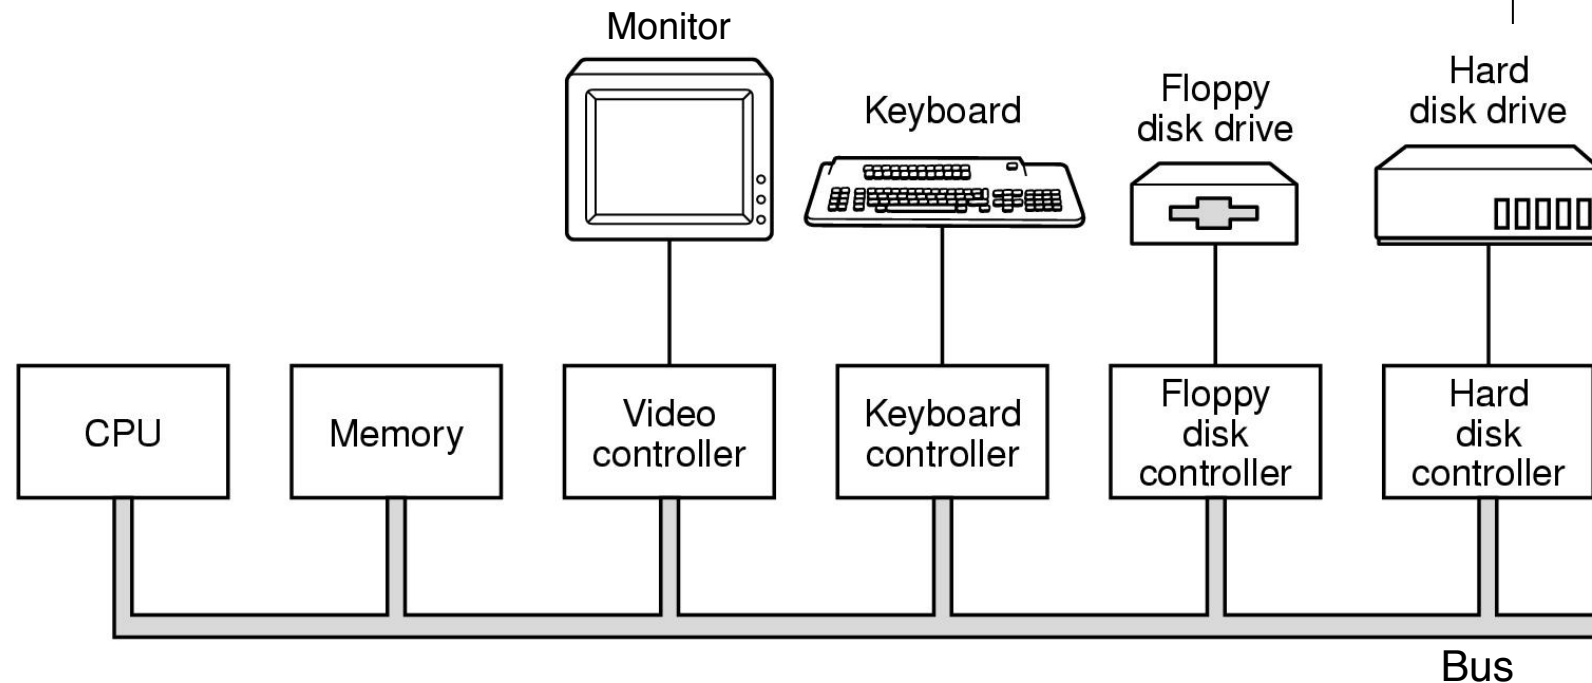 Monitor
Keyboard
Floppy
disk drive
Hard
disk drive
CPU
Memory
Video
controller
Keyboard
controller
Floppy
disk
controller
Hard
disk
controller
Bus